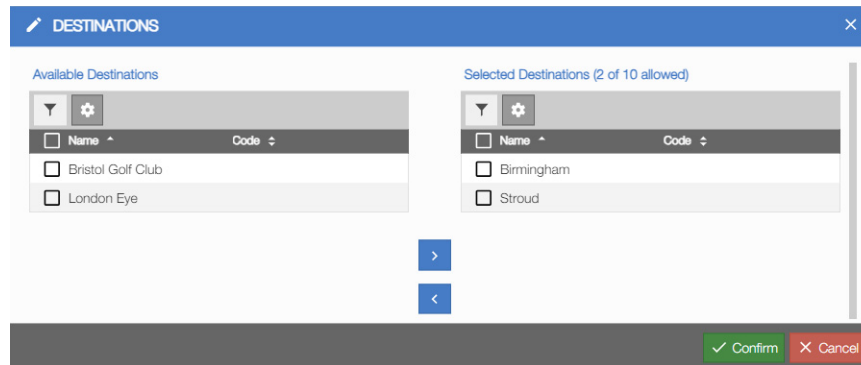 DESTINATIONS
Available Destinations
Name Code
Bristol Golf Club
London Eye
Selected Destinations (2 of 10 allowed)
Name Code
Birmingham
Stroud
Confirm Cancel